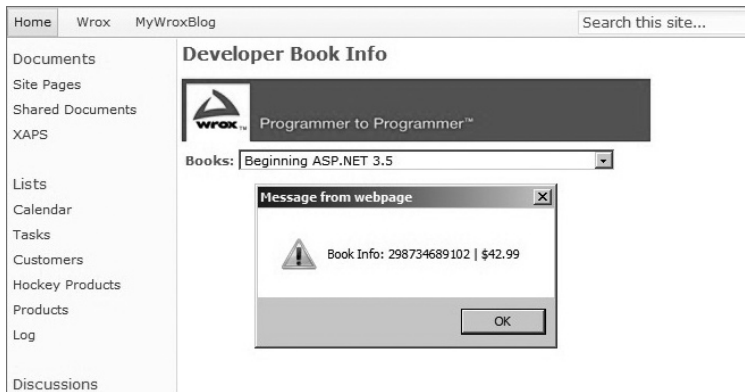 Home Wrox MyWroxBlog Search this site...
Documents
Site Pages
Shared Documents
XAPS
Lists
Calendar
Tasks
Customers
Hockey Products
Products
Log
Discussions
Developer Book Info
wrox™ Programmer to Programmer™
Books: Beginning ASP.NET 3.5
Message from webpage
Book Info: 298734689102 | $42.99
OK